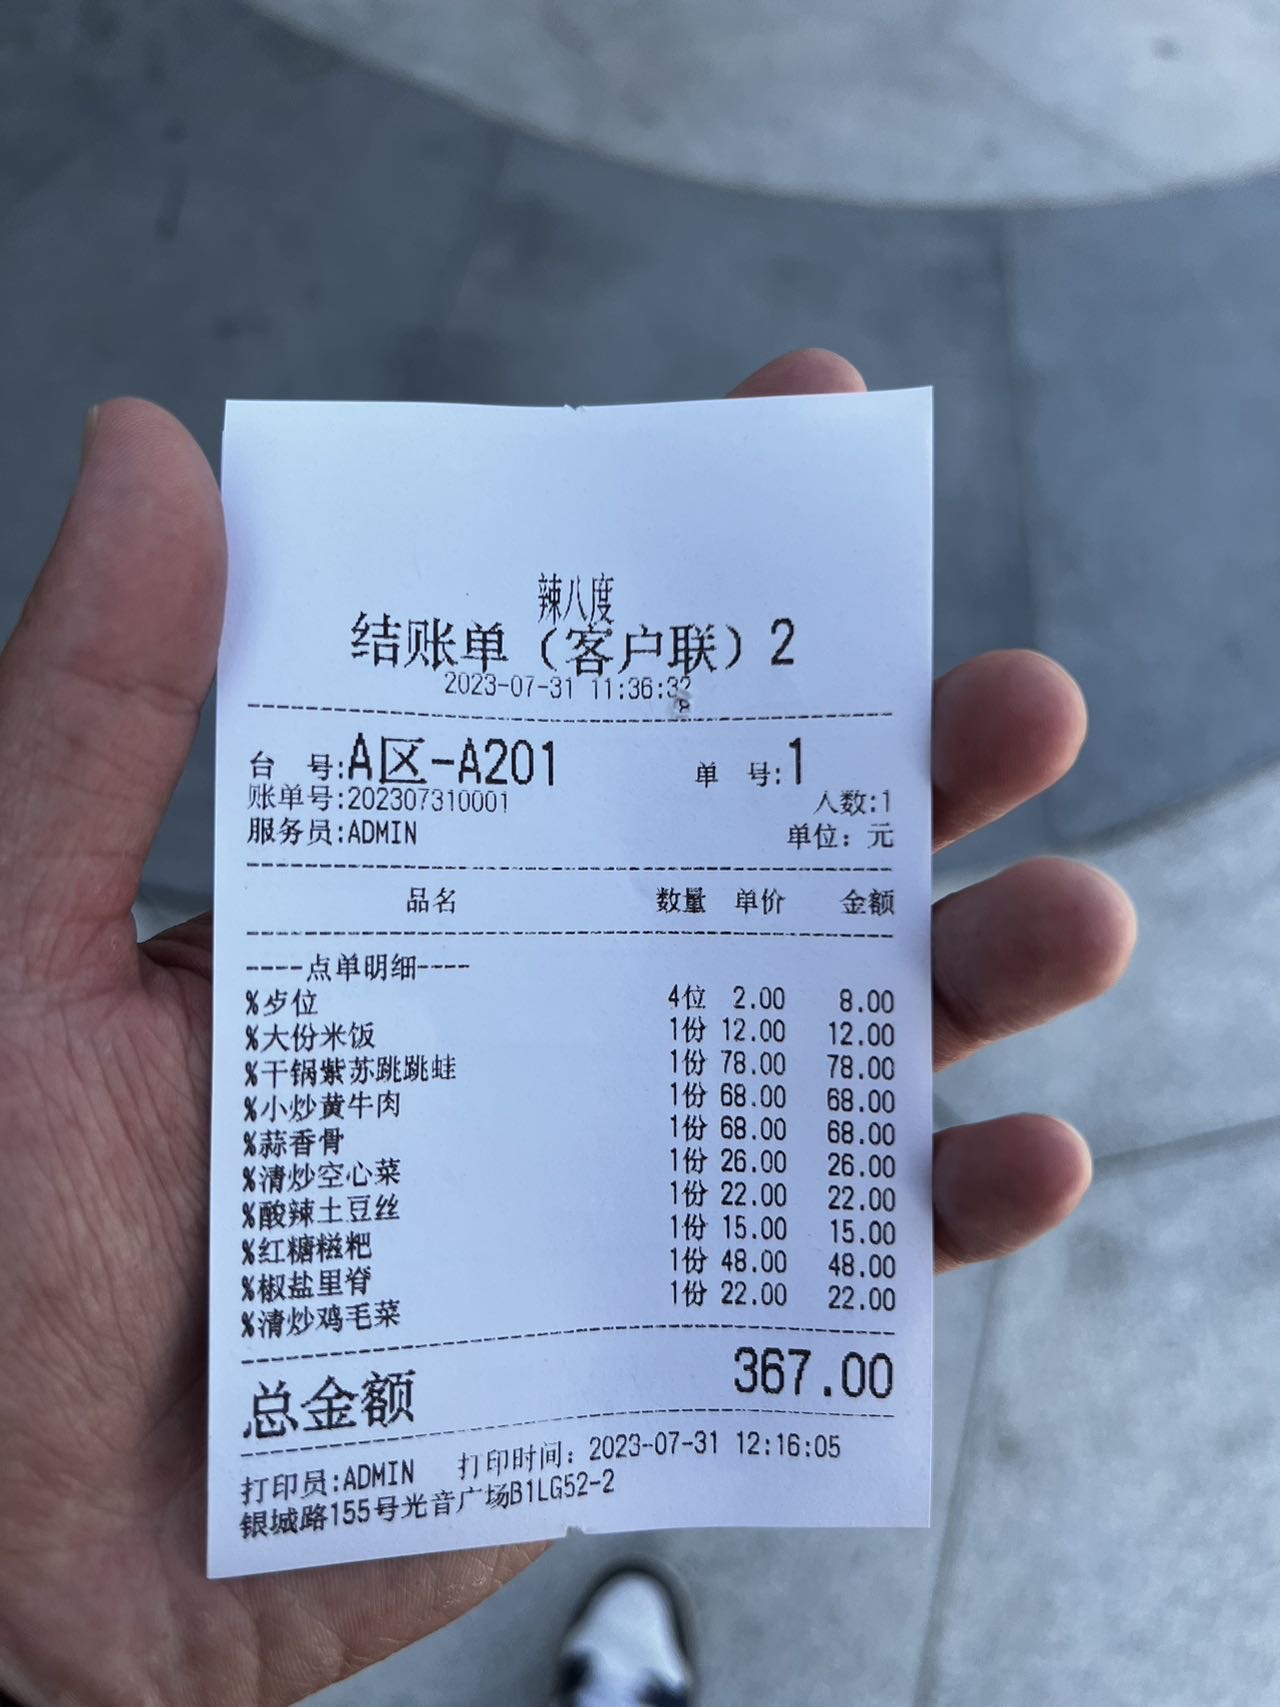 辣八度
结账单（客户联）2
2023-07-31 11:36:32
台 号:A区-A201 单 号:1
账单号:202307310001 人数:1
服务员:ADMIN 单位：元
品名 数量 单价 金额
----点单明细----
%歺位 4位 2.00 8.00
%大份米饭 1份 12.00 12.00
%干锅紫苏跳跳蛙 1份 78.00 78.00
%小炒黄牛肉 1份 68.00 68.00
%蒜香骨 1份 68.00 68.00
%清炒空心菜 1份 26.00 26.00
%酸辣土豆丝 1份 22.00 22.00
%红糖糍粑 1份 15.00 15.00
%椒盐里脊 1份 48.00 48.00
%清炒鸡毛菜 1份 22.00 22.00
总金额 367.00
打印员:ADMIN 打印时间：2023-07-31 12:16:05
银城路155号光音广场B1LG52-2